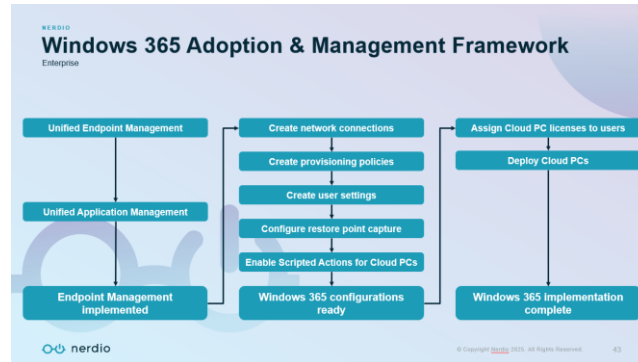 NERDIO
Windows 365 Adoption & Management Framework
Enterprise
Unified Endpoint Management
Unified Application Management
Endpoint Management
implemented
Create network connections
Create provisioning policies
Create user settings
Configure restore point capture
Enable Scripted Actions for Cloud PCs
Windows 365 configurations
ready
Assign Cloud PC licenses to users
Deploy Cloud PCs
Windows 365 implementation
complete
nerdio
© Copyright Nerdio 2025. All Rights Reserved
43